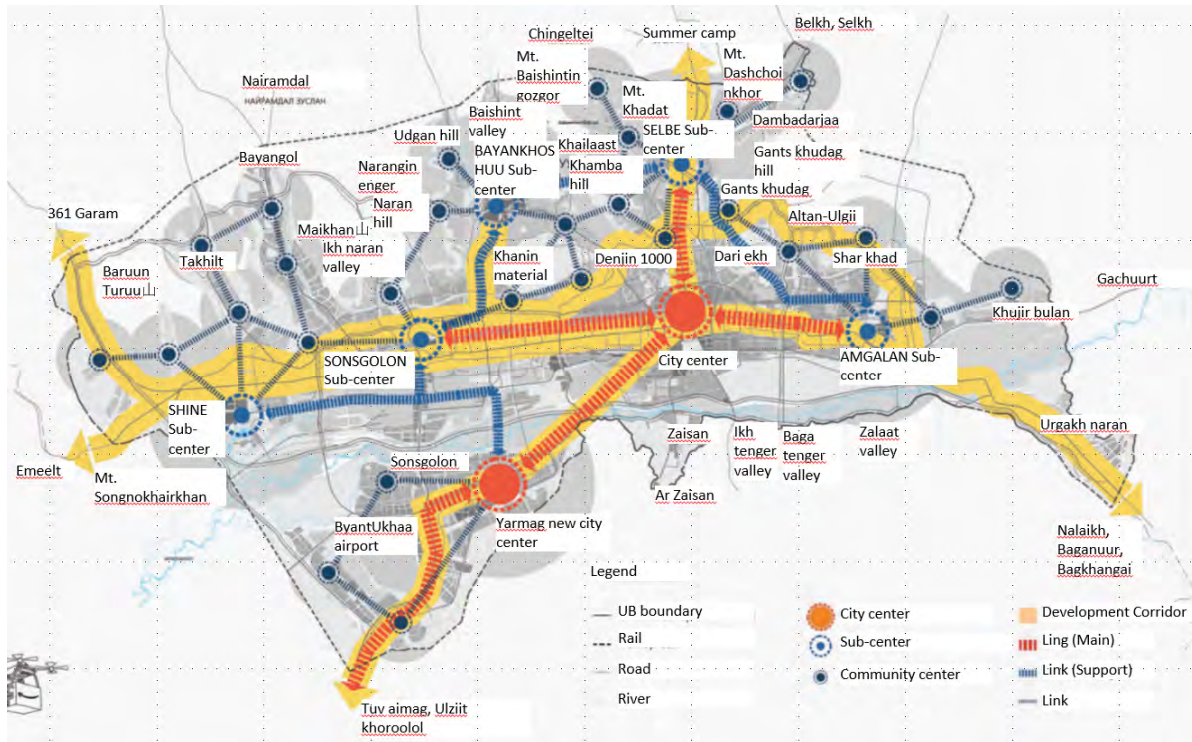 Belkh, Selkh
Chingeltei
Summer camp
Mt.
Baishintin
gozgor
Mt.
Dashchoi
nkhor
Nairamdal
НАЙРАМДАЛ ЗУСЛАН
Mt.
Khadat
Baishint
valley
BAYANKHOS
HUU Sub-
center
Dambadarjaa
Udgan hill
SELBE Sub-
center
Khailaast
Khamba
hill
Gants khudag
hill
Bayangol
Narangin
enger
Naran
hill
Gants khudag
361 Garam
Maikhan山
Ikh naran
valley
Altan-Ulgii
Takhilt
Khanin
material
Deniin 1000
Dari ekh
Shar khad
Baruun
Turuu山
Gachuurt
Khujir bulan
SONSGOLON
Sub-center
City center
AMGALAN Sub-
center
SHINE
Sub-
center
Zaisan
Ikh
tenger
valley
Baga
tenger
valley
Zalaat
valley
Urgakh naran
Emeelt
Mt.
Songnokhairkhan
Sonsgolon
Ar Zaisan
ByantUkhaa
airport
Yarmag new city
center
Nalaikh,
Baganuur,
Bagkhangai
Tuv aimag, Ulziit
khoroolol
Legend
UB boundary
Rail
Road
River
City center
Sub-center
Community center
Development Corridor
Ling (Main)
Link (Support)
Link